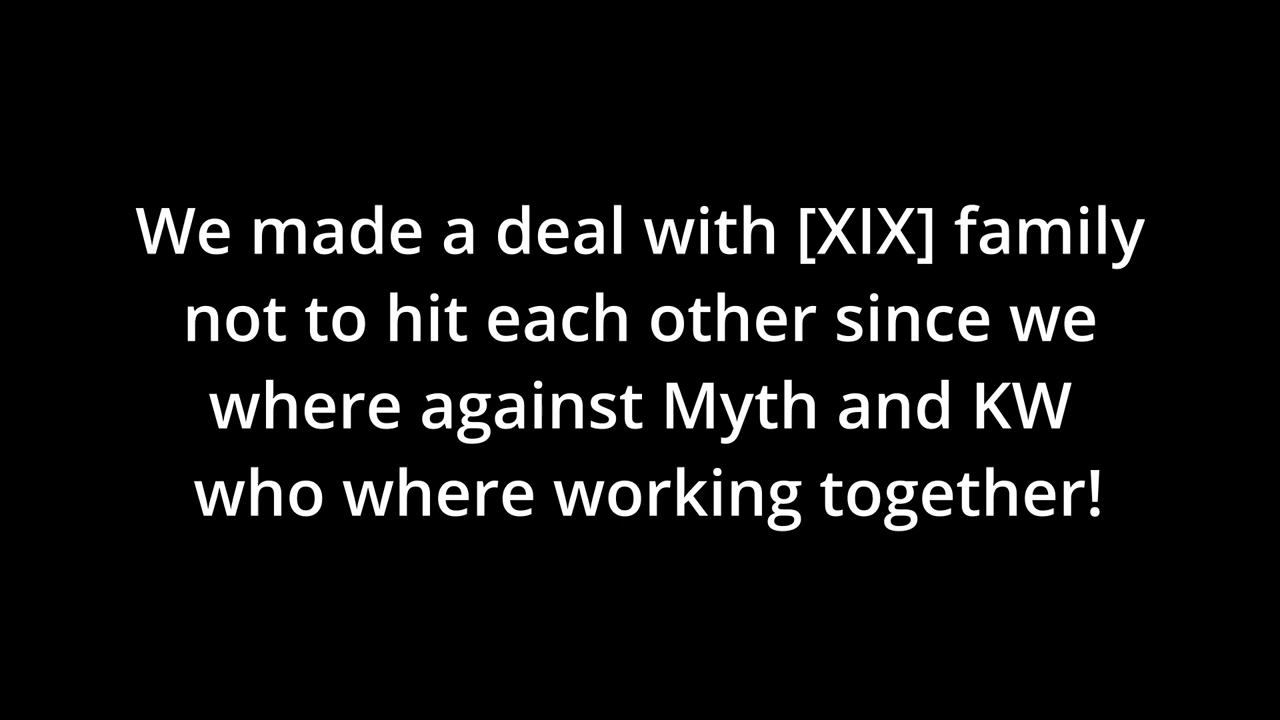 We made a deal with [XIX] family
not to hit each other since we
where against Myth and KW
who where working together!